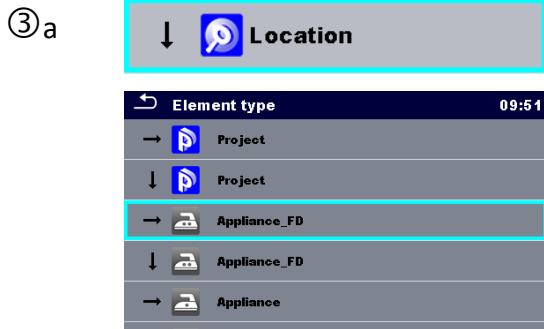 ③a
↓ Location
Element type 09:51
→ Project
↓ Project
→ Appliance_FD
↓ Appliance_FD
→ Appliance